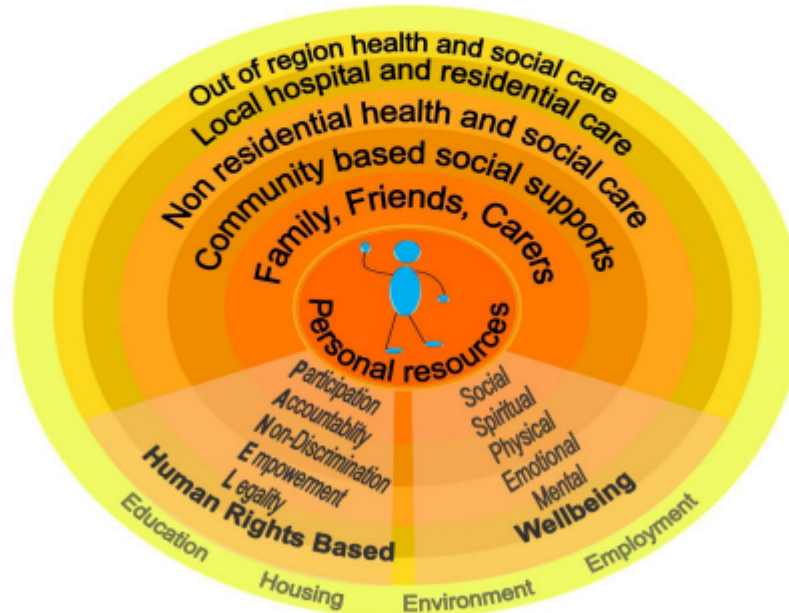 Out of region health and social care
Local hospital and residential care
Non residential health and social care
Community based social supports
Family, Friends, Carers
Personal resources
Participation
Accountablity
Non-Discrimination
Empowerment
Legality
Human Rights Based
Social
Spiritual
Physical
Emotional
Mental
Wellbeing
Education
Housing
Environment
Employment